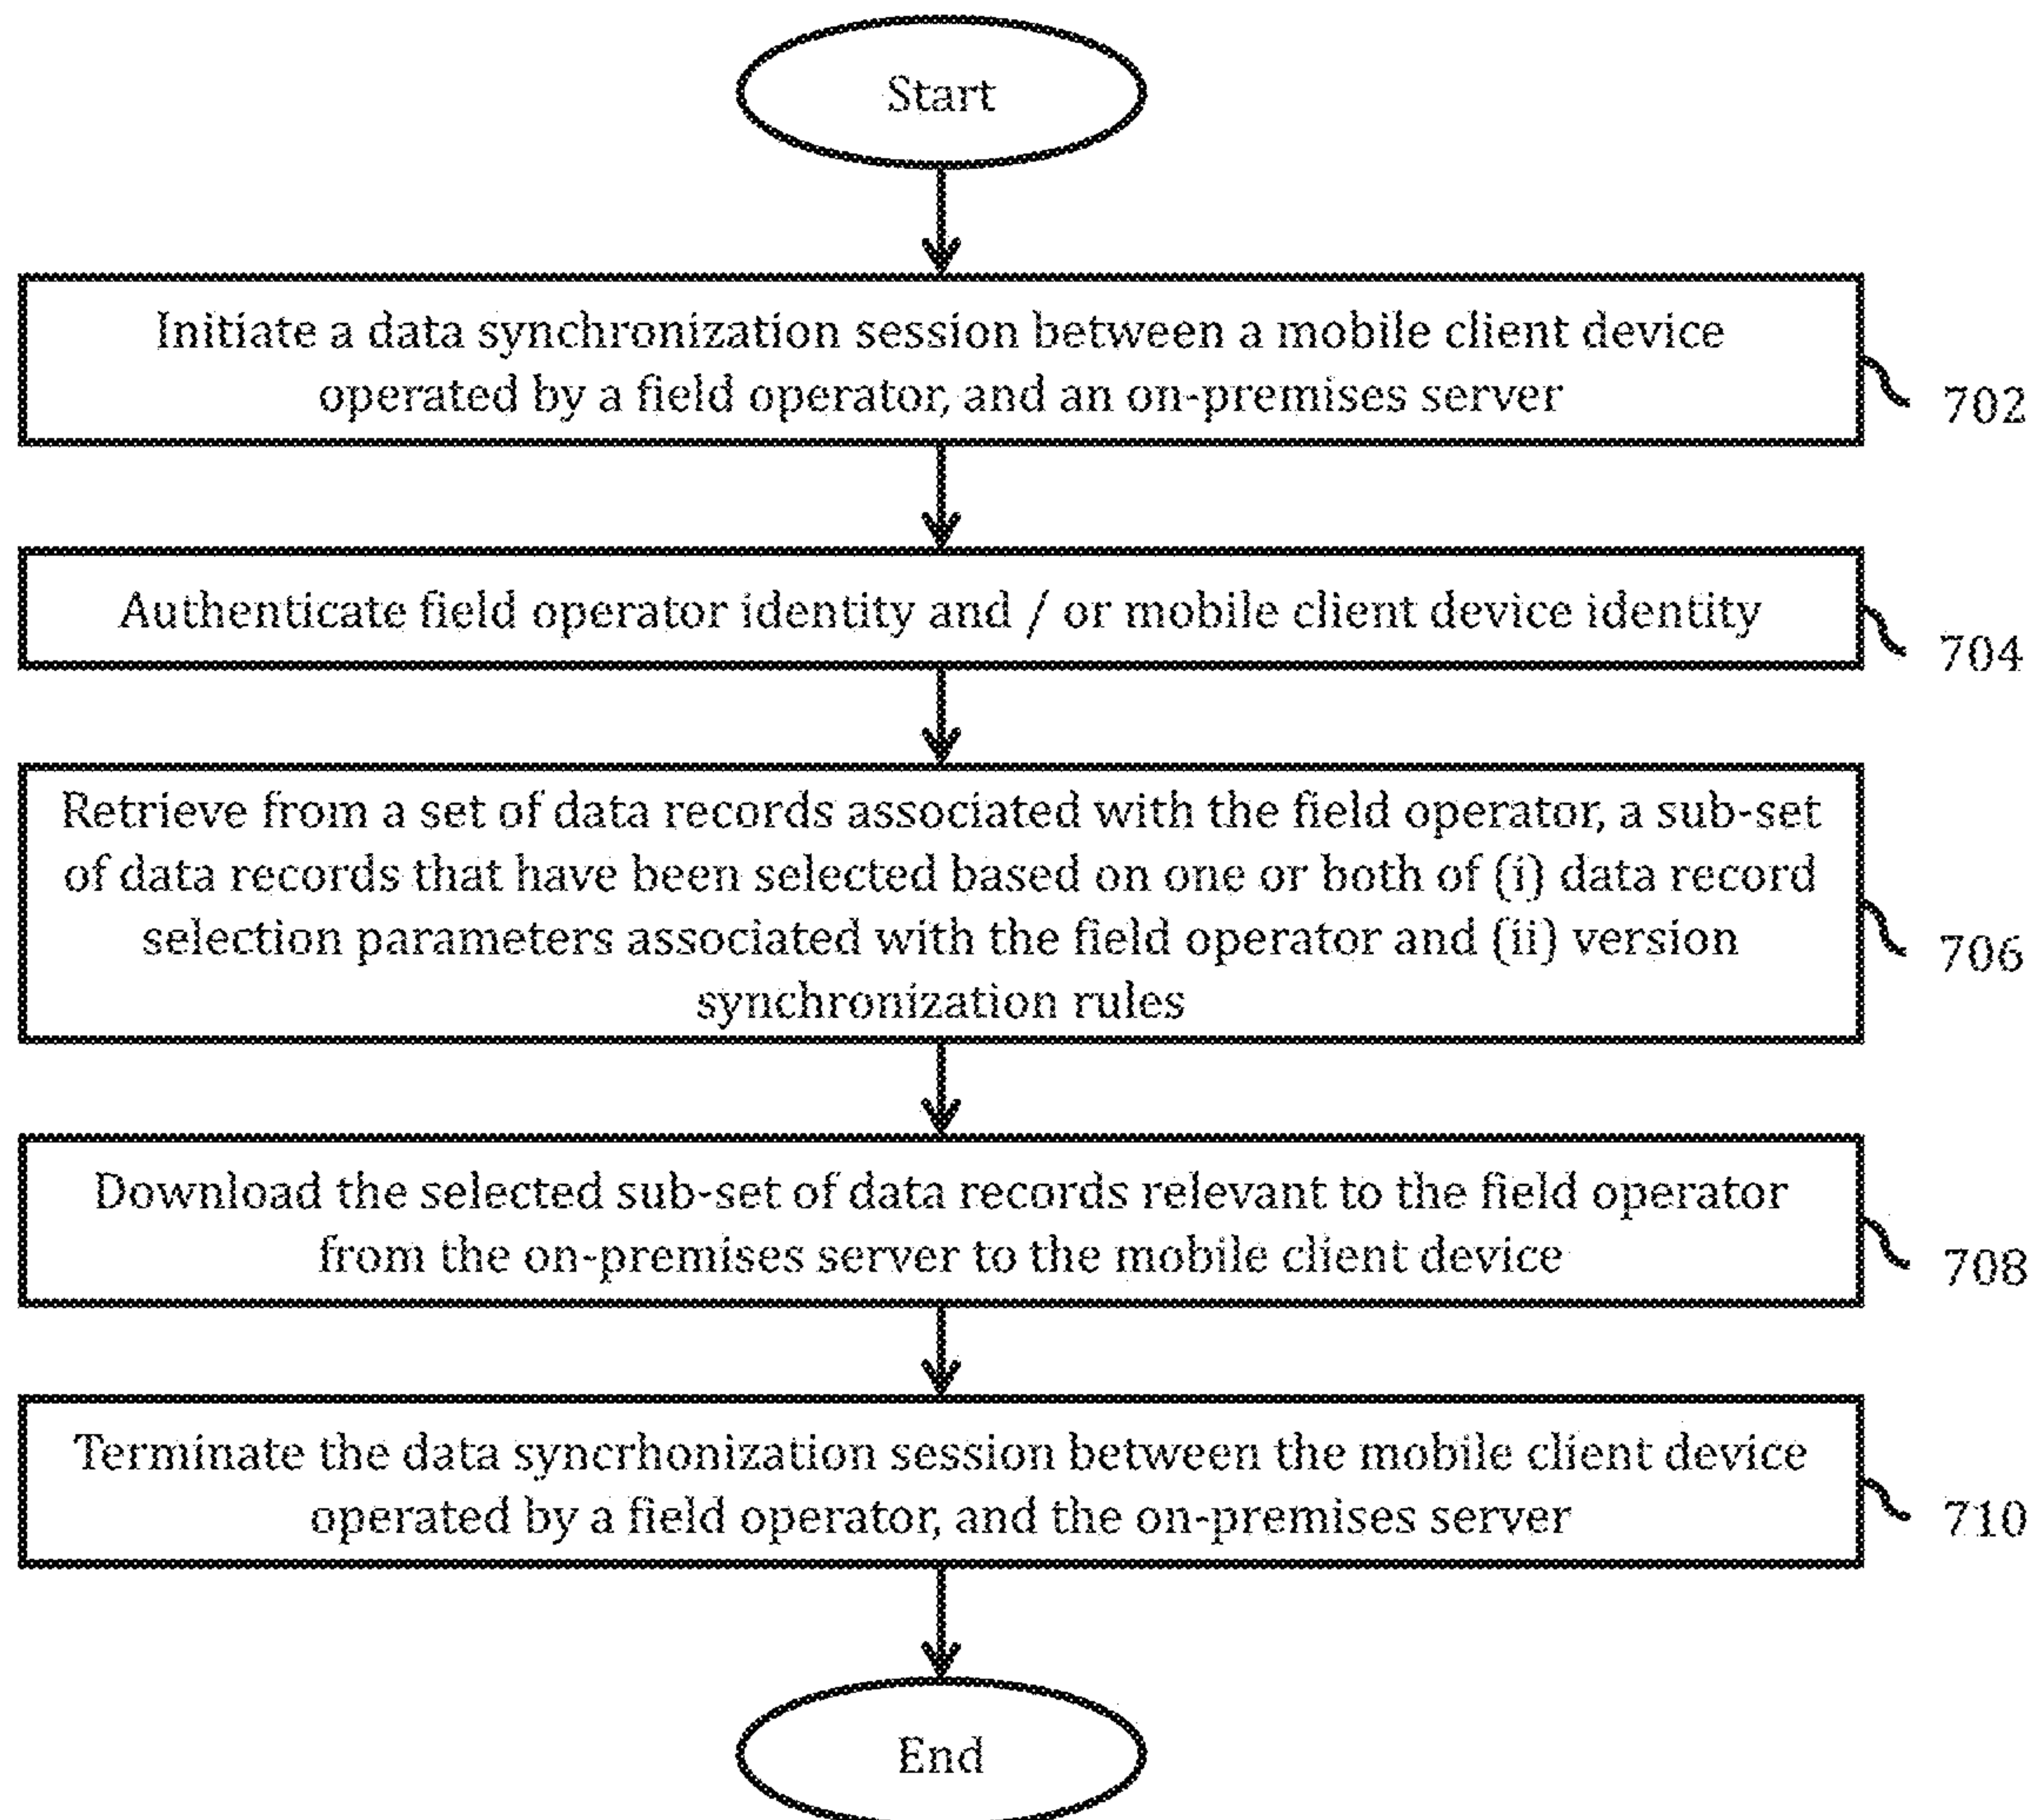 Start
Initiate a data synchronization session between a mobile client device
operated by a field operator, and an on-premises server
702
Authenticate field operator identity and / or mobile client device identity
704
Retrieve from a set of data records associated with the field operator, a sub-set
of data records that have been selected based on one or both of (i) data record
selection parameters associated with the field operator and (ii) version
synchronization rules
706
Download the selected sub-set of data records relevant to the field operator
from the on-premises server to the mobile client device
708
Terminate the data syncrhonization session between the mobile client device
operated by a field operator, and the on-premises server
710
End